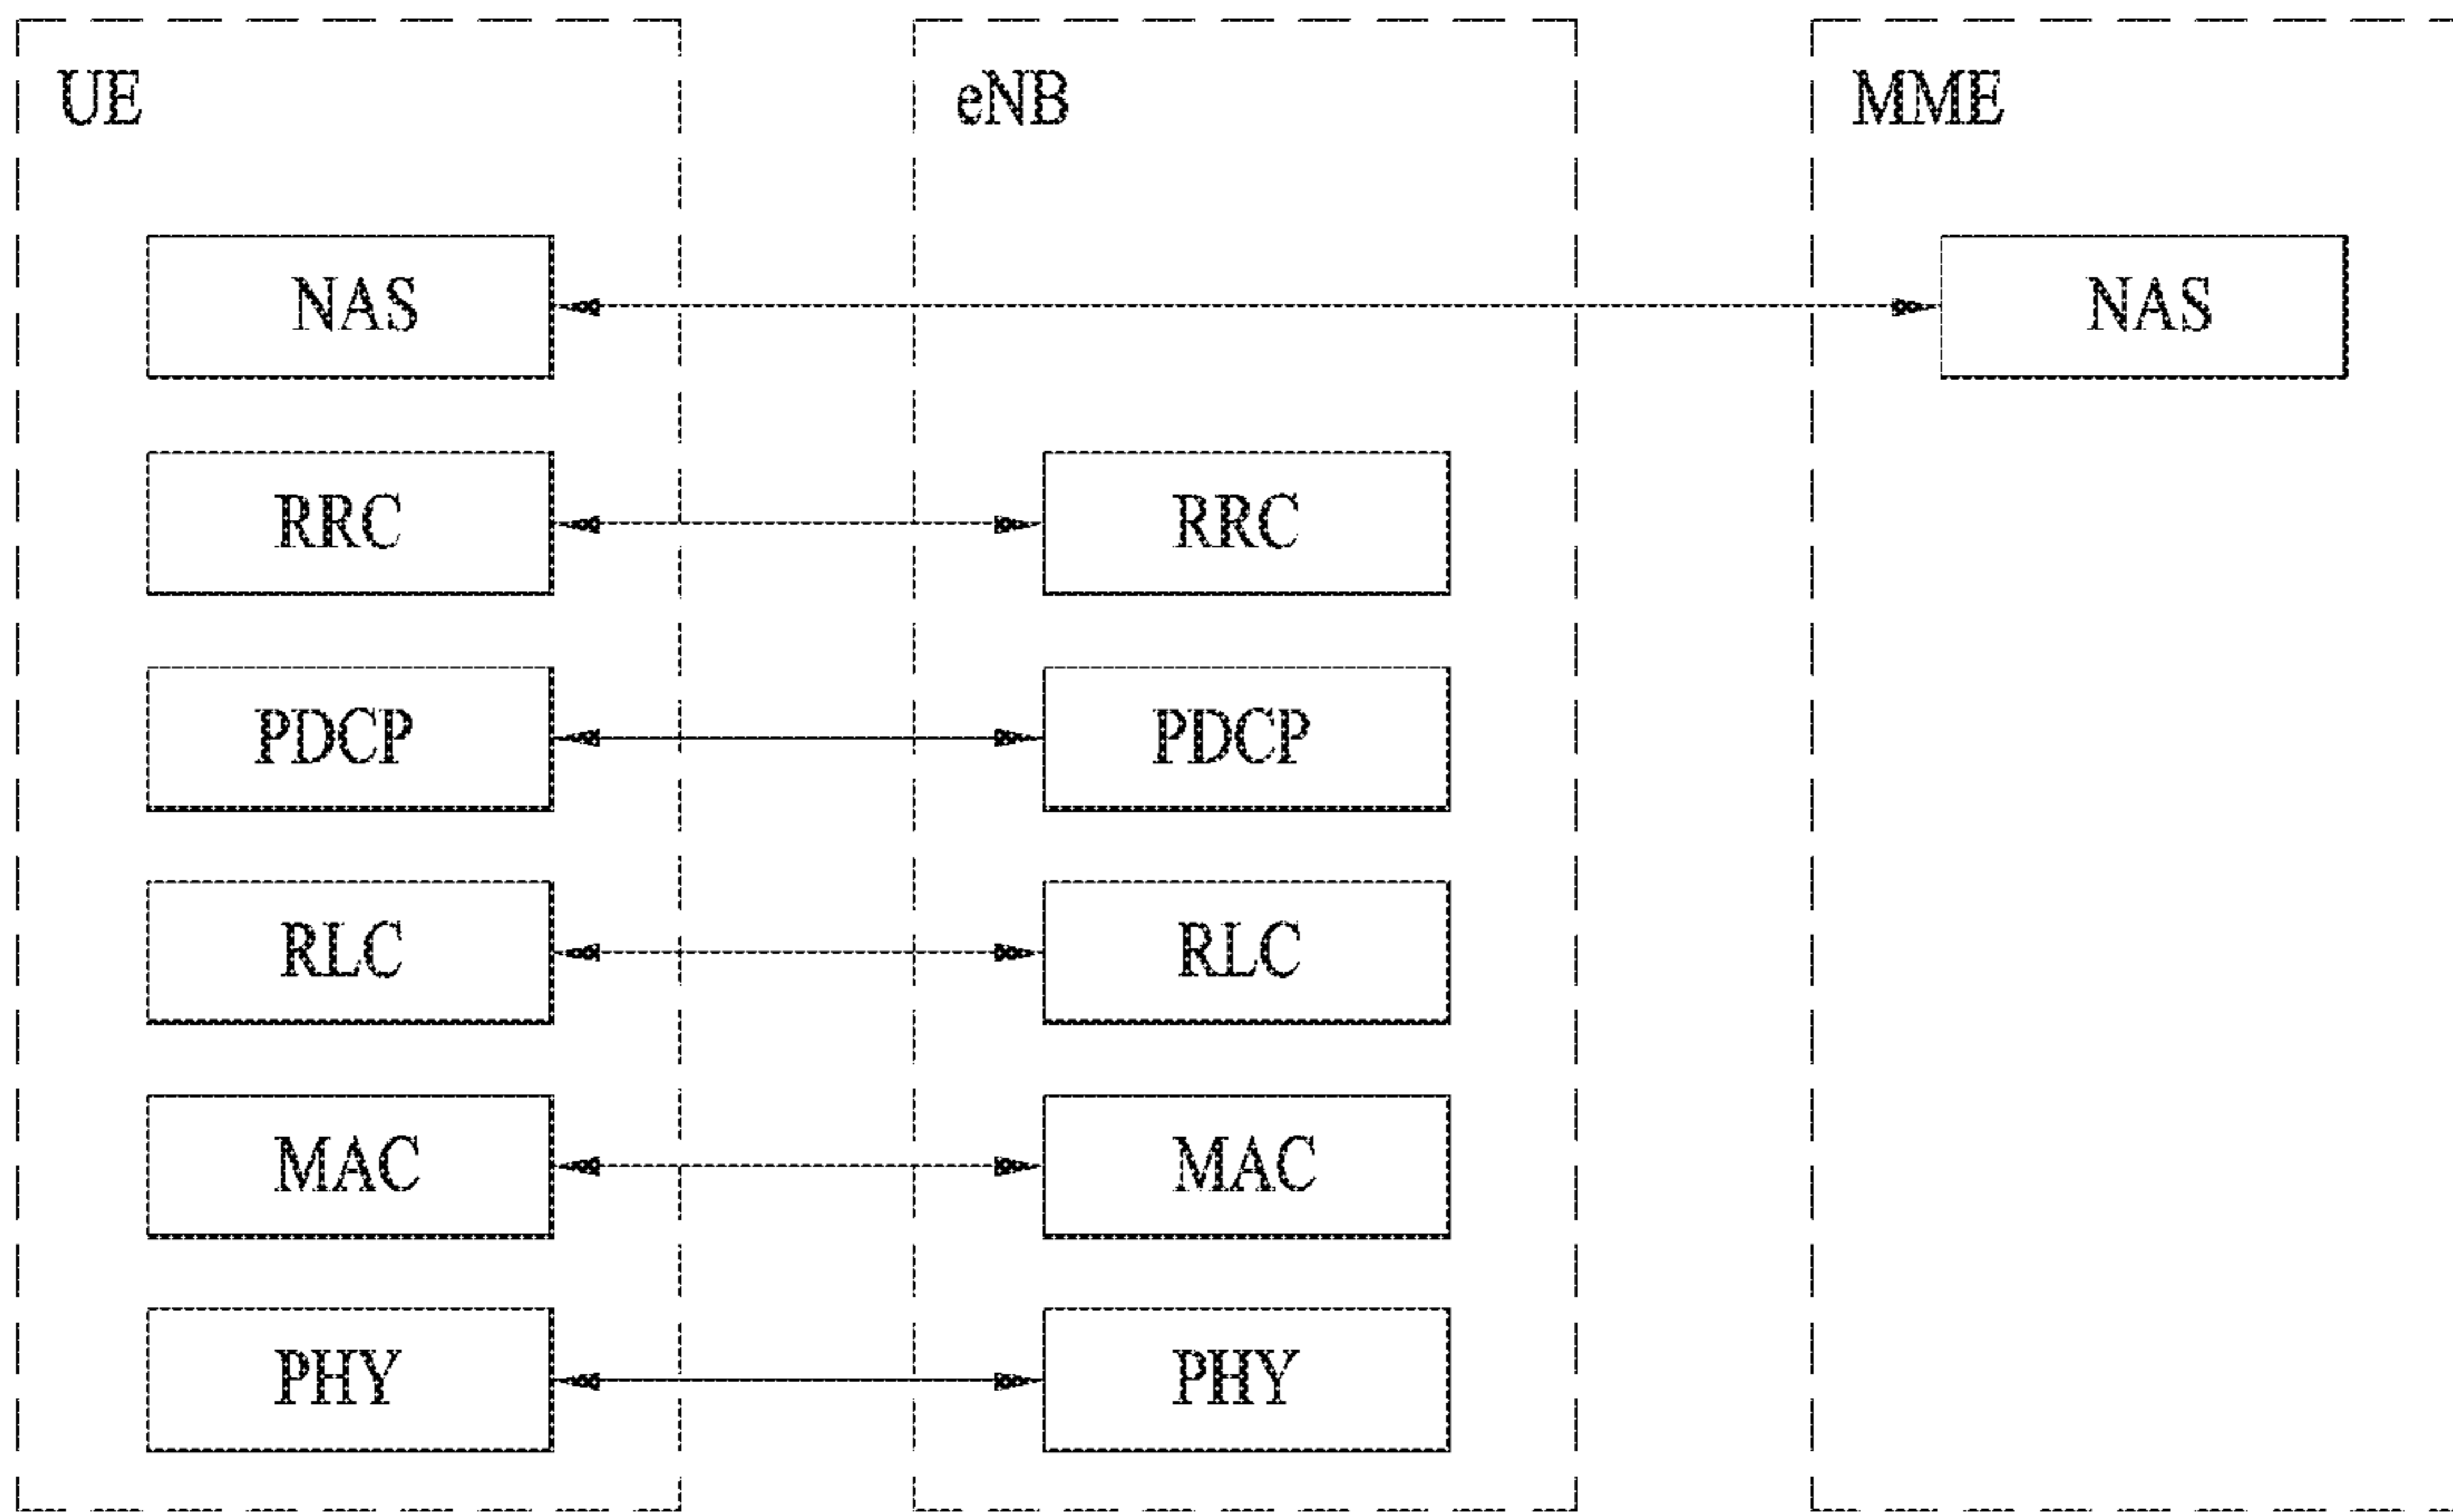 UE eNB MME
NAS NAS
RRC RRC
PDCP PDCP
RLC RLC
MAC MAC
PHY PHY